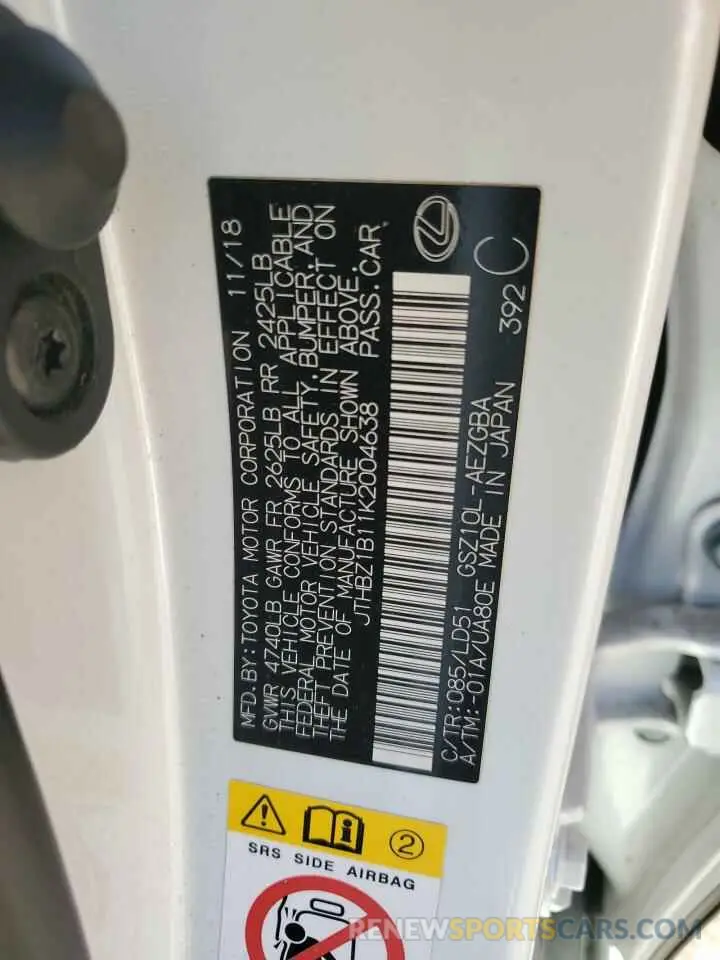 MFD.BY:TOYOTA MOTOR CORPORATION 11/18
GVWR 4740LB GAWR FR 2625LB RR 2425LB
THIS VEHICLE CONFORMS TO ALL APPLICABLE
FEDERAL MOTOR VEHICLE SAFETY,BUMPER,AND
THEFT PREVENTION STANDARDS IN EFFECT ON
THE DATE OF MANUFACTURE SHOWN ABOVE.
JTHBZ1B11K2004638 PASS.CAR
C/TR:085/LD51 GSZ10L-AEZGBA
A/TM:-01A/UA80E MADE IN JAPAN 392 C
2
SRS SIDE AIRBAG
RENEWSPORTSCARS.COM